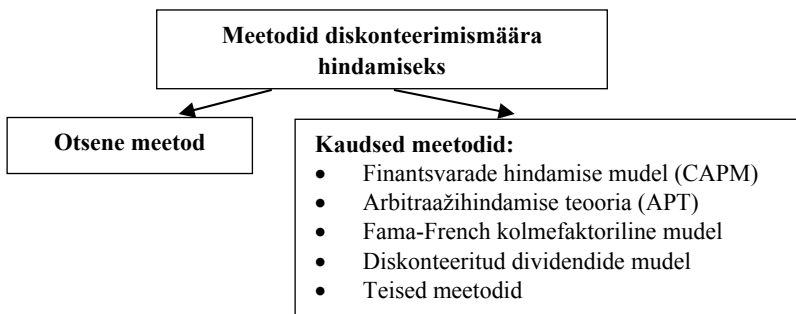 Meetodid diskonteerimismäära
hindamiseks
Otsene meetod
Kaudsed meetodid:
• Finantsvarade hindamise mudel (CAPM)
• Arbitraažihindamise teooria (APT)
• Fama-French kolmefaktoriline mudel
• Diskonteeritud dividendide mudel
• Teised meetodid